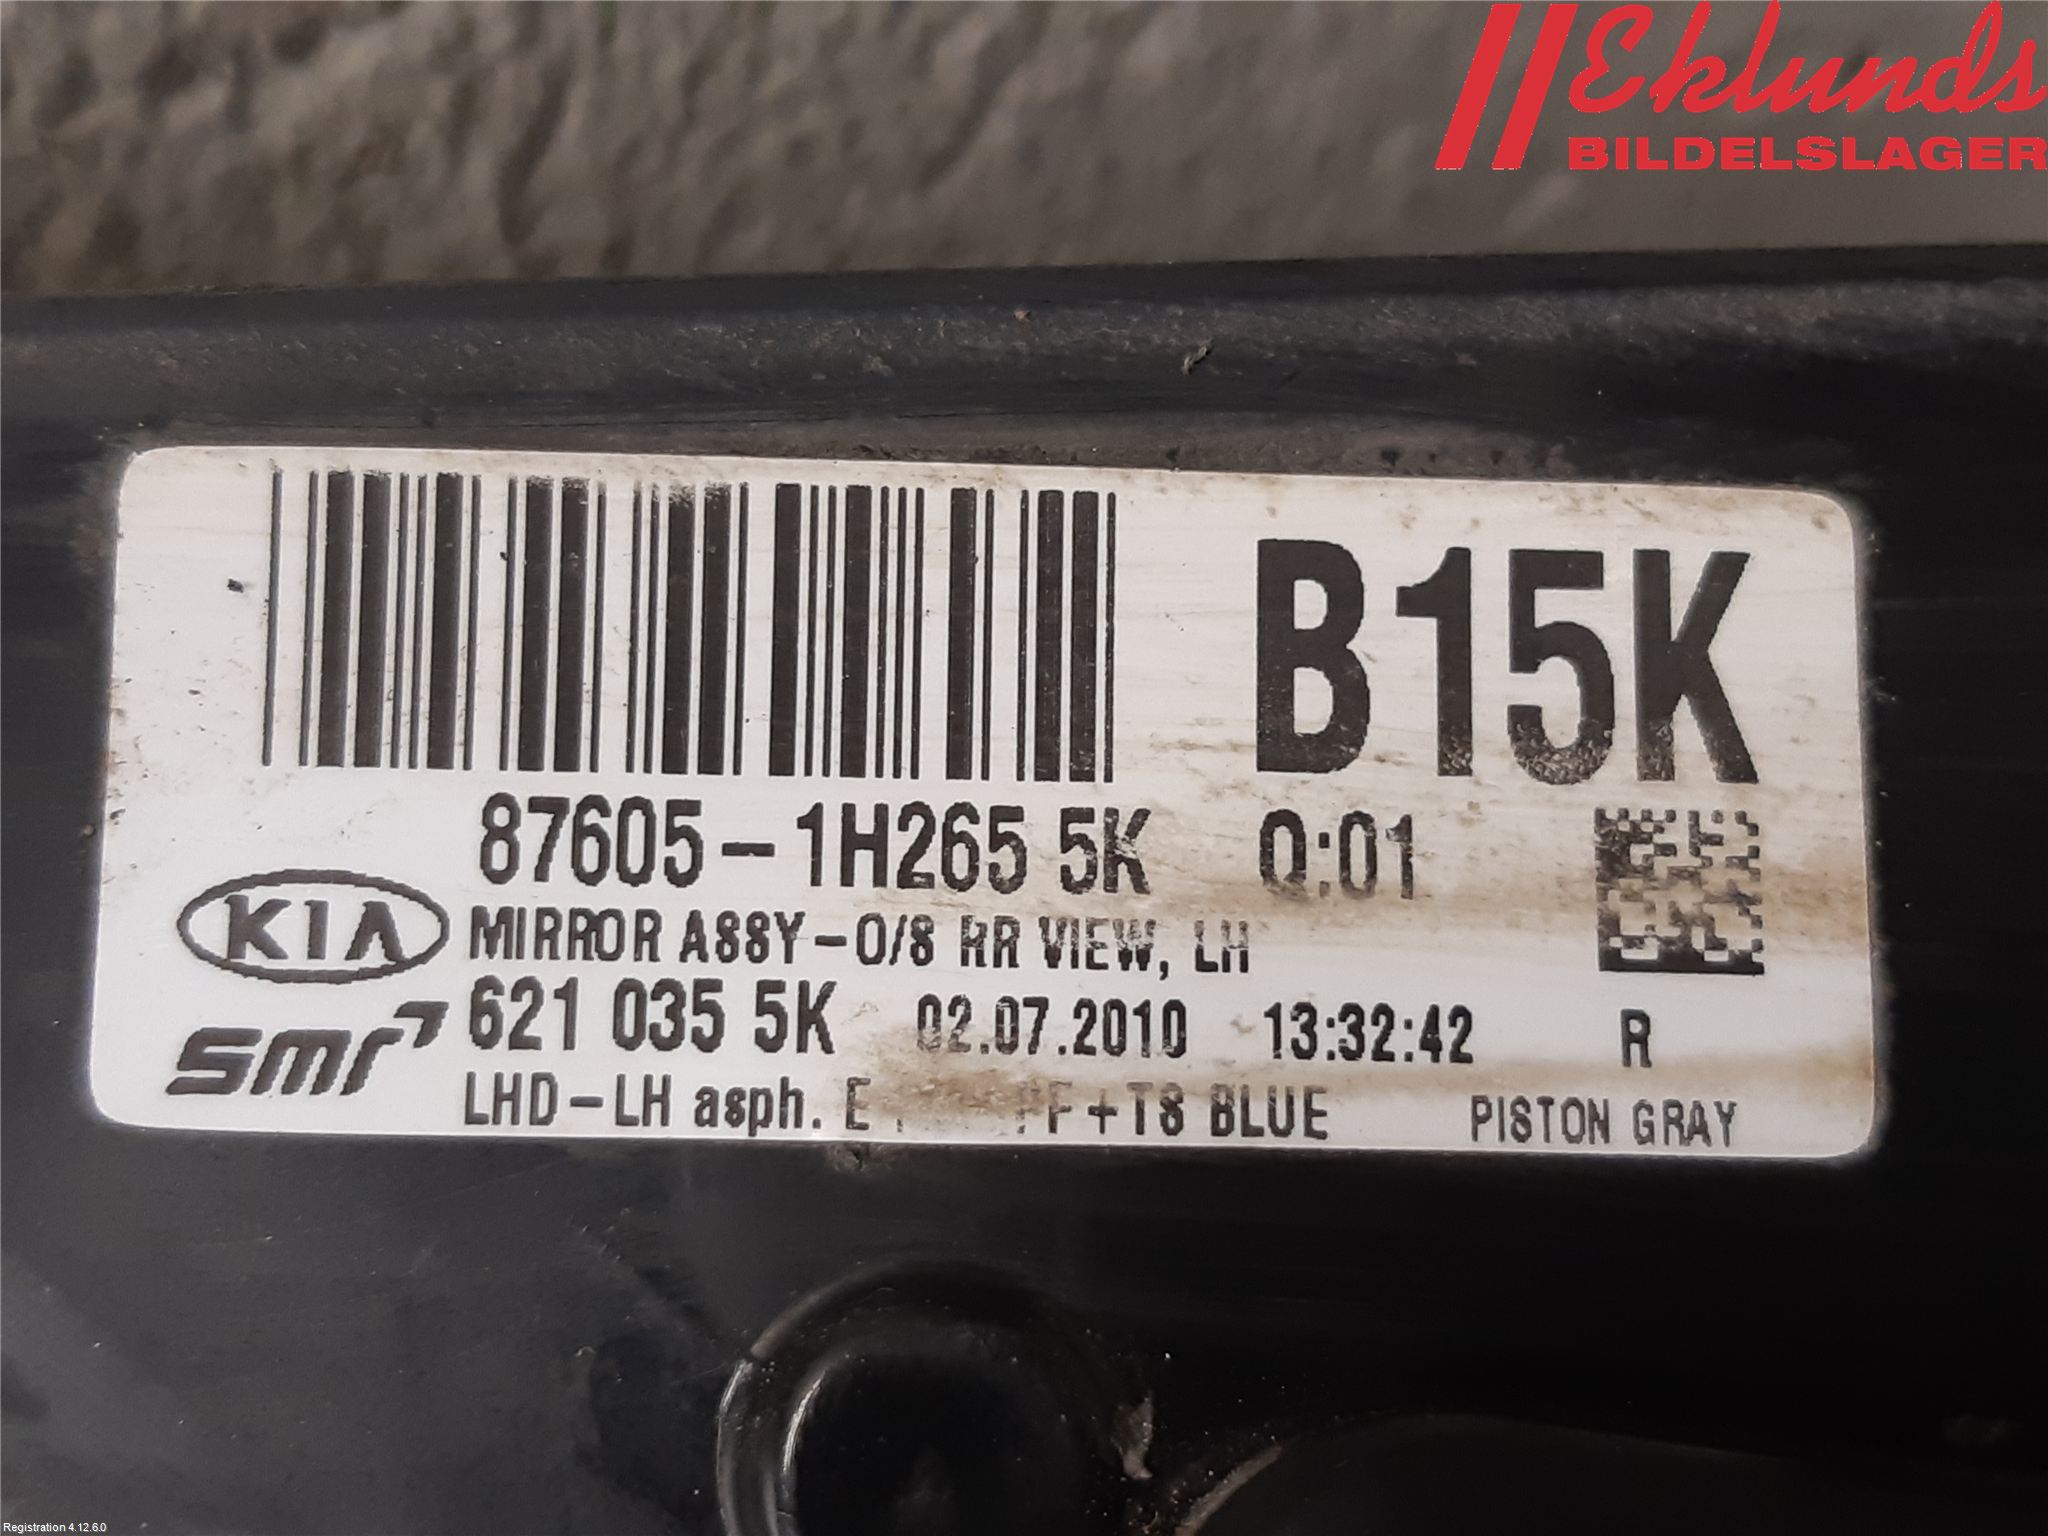 Eklunds
BILDELSLAGER
B15K
87605-1H265 5K Q:01
KIA
MIRROR ASSY-O/S RR VIEW, LH
smr
621 035 5K 02.07.2010 13:32:42 R
LHD-LH asph. +TS BLUE PISTON GRAY
Registration 4.12.6.0